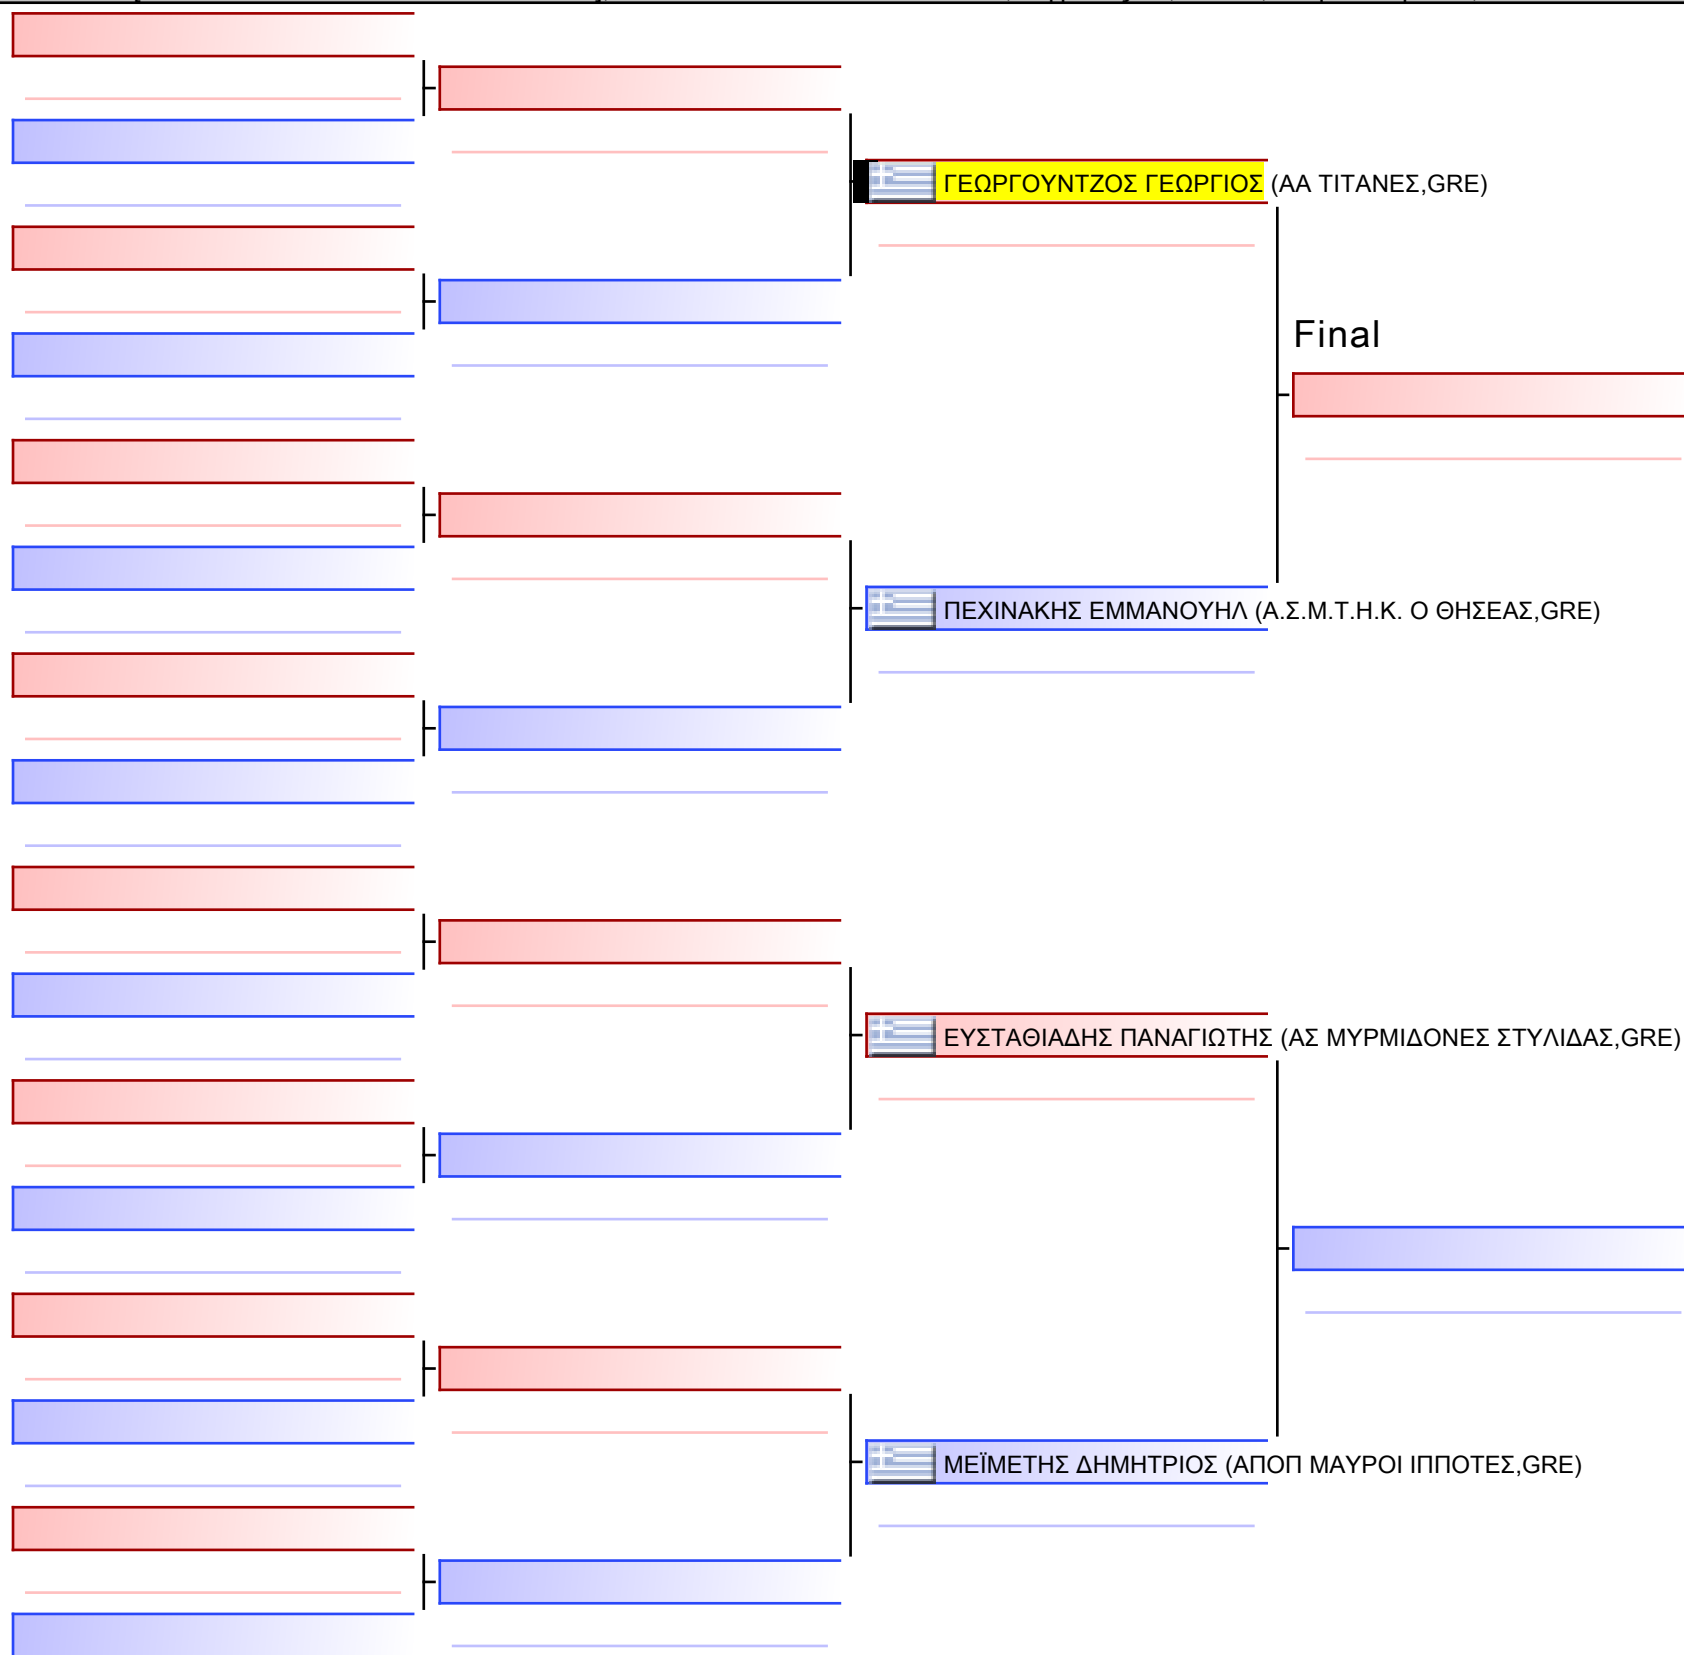 ΓΕΩΡΓΟΥΝΤΖΟΣ ΓΕΩΡΓΙΟΣ (ΑΑ ΤΙΤΑΝΕΣ,GRE)
Final
ΠΕΧΙΝΑΚΗΣ ΕΜΜΑΝΟΥΗΛ (Α.Σ.Μ.Τ.Η.Κ. Ο ΘΗΣΕΑΣ,GRE)
ΕΥΣΤΑΘΙΑΔΗΣ ΠΑΝΑΓΙΩΤΗΣ (ΑΣ ΜΥΡΜΙΔΟΝΕΣ ΣΤΥΛΙΔΑΣ,GRE)
ΜΕΪΜΕΤΗΣ ΔΗΜΗΤΡΙΟΣ (ΑΠΟΠ ΜΑΥΡΟΙ ΙΠΠΟΤΕΣ,GRE)